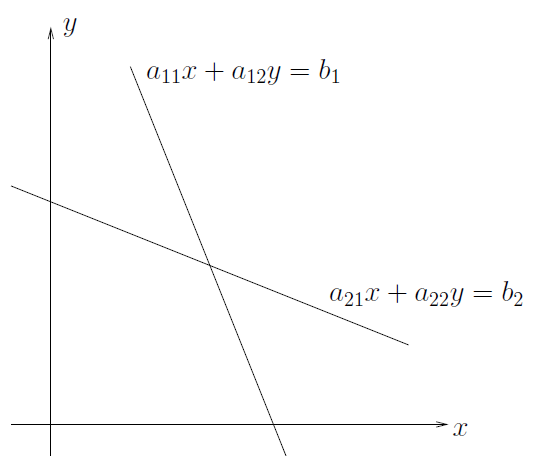 y
a₁₁x + a₁₂y = b₁
a₂₁x + a₂₂y = b₂
x